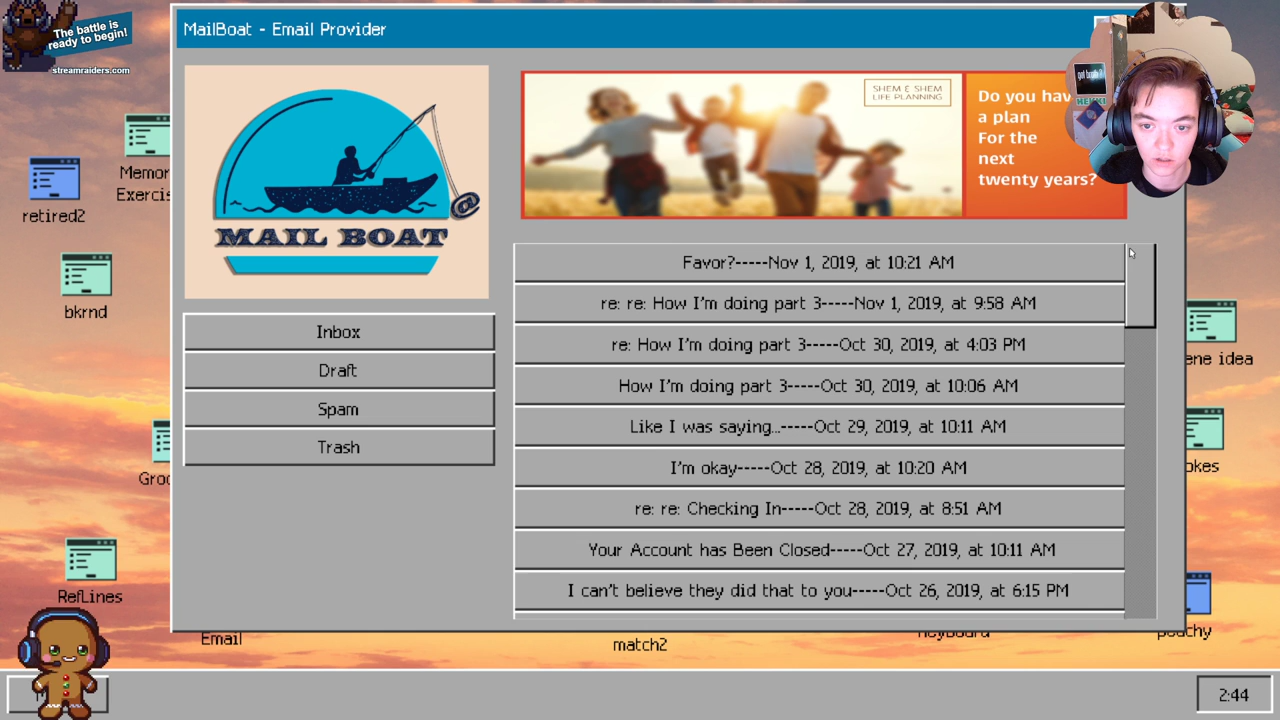 The battle is
ready to begin!
streamraiders.com
MailBoat - Email Provider
SHEM & SHEM
LIFE PLANNING
Do you hav
a plan
For the
next
twenty years?
@
MAIL BOAT
Inbox
Draft
Spam
Trash
Favor?-----Nov 1, 2019, at 10:21 AM
re: re: How I'm doing part 3-----Nov 1, 2019, at 9:58 AM
re: How I'm doing part 3-----Oct 30, 2019, at 4:03 PM
How I'm doing part 3-----Oct 30, 2019, at 10:06 AM
Like I was saying...-----Oct 29, 2019, at 10:11 AM
I'm okay-----Oct 28, 2019, at 10:20 AM
re: re: Checking In-----Oct 28, 2019, at 8:51 AM
Your Account has Been Closed-----Oct 27, 2019, at 10:11 AM
I can't believe they did that to you-----Oct 26, 2019, at 6:15 PM
Memor
Exercis
retired2
bkrnd
Groc
RefLines
Email
match2
keyboard
peachy
ene idea
okes
2:44